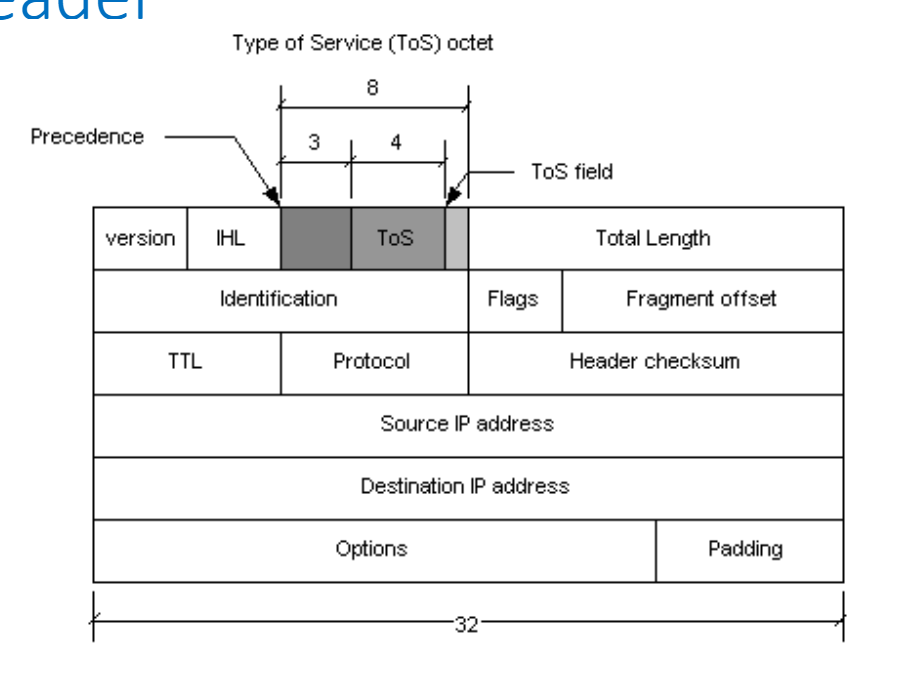 eader
Type of Service (ToS) octet
8
Precedence
3 4
ToS field
version IHL ToS Total Length
Identification Flags Fragment offset
TTL Protocol Header checksum
Source IP address
Destination IP address
Options Padding
32